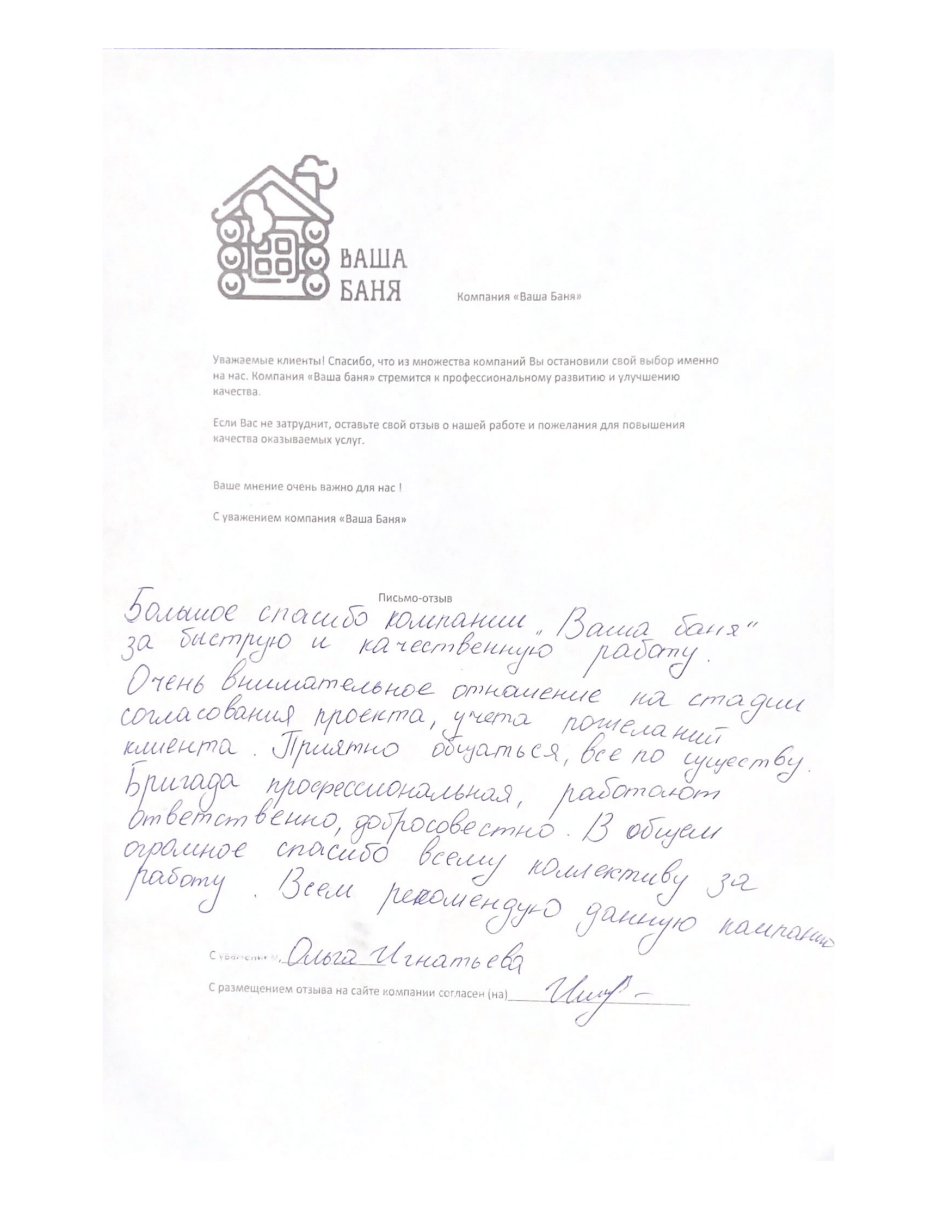 ВАША
БАНЯ
Компания «Ваша Баня»
Уважаемые клиенты! Спасибо, что из множества компаний Вы остановили свой выбор именно
на нас. Компания «Ваша баня» стремится к профессиональному развитию и улучшению
качества.
Если Вас не затруднит, оставьте свой отзыв о нашей работе и пожелания для повышения
качества оказываемых услуг.
Ваше мнение очень важно для нас !
С уважением компания «Ваша Баня»
Письмо-отзыв
Большое спасибо компании „Ваша баня“
за быструю и качественную работу.
Очень внимательное отношение на стадии
согласования проекта, учета пожеланий
клиента. Приятно общаться, все по существу.
Бригада профессиональная, работают
ответственно, добросовестно. В общем
огромное спасибо всему коллективу за
работу. Всем рекомендую данную кампанию
С уважением, Ольга Игнатьева
С размещением отзыва на сайте компании согласен (на)